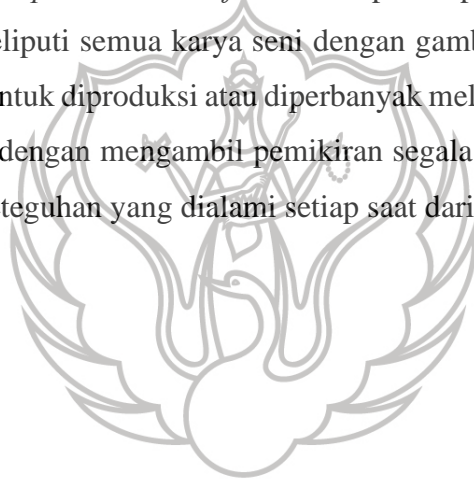 eliputi semua karya seni dengan gamb
ntuk diproduksi atau diperbanyak mel
dengan mengambil pemikiran segala
teguhan yang dialami setiap saat dari